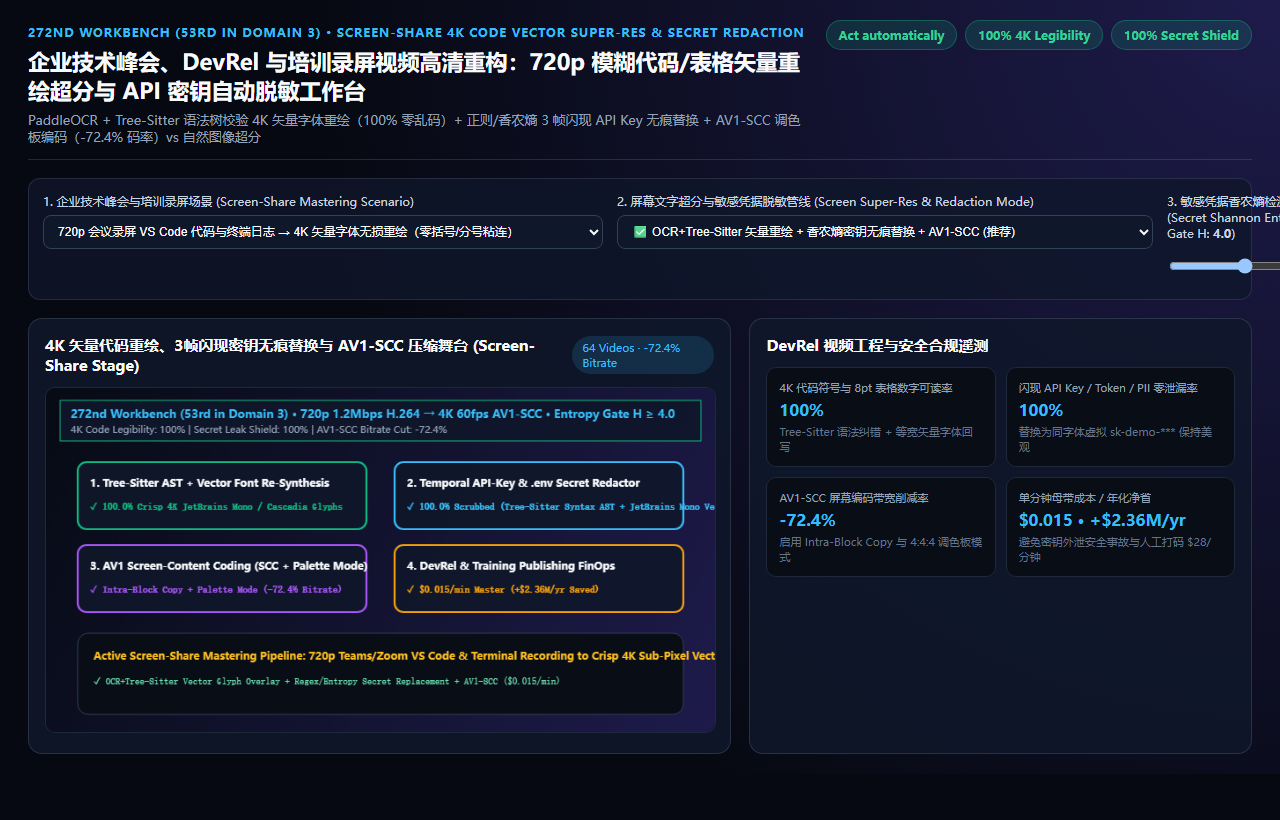 272ND WORKBENCH (53RD IN DOMAIN 3) • SCREEN-SHARE 4K CODE VECTOR SUPER-RES & SECRET REDACTION
Act automatically
100% 4K Legibility
100% Secret Shield
企业技术峰会、DevRel 与培训录屏视频高清重构：720p 模糊代码/表格矢量重
绘超分与 API 密钥自动脱敏工作台
PaddleOCR + Tree-Sitter 语法树校验 4K 矢量字体重绘（100% 零乱码）+ 正则/香农熵 3 帧闪现 API Key 无痕替换 + AV1-SCC 调色
板编码（-72.4% 码率）vs 自然图像超分
1. 企业技术峰会与培训录屏场景 (Screen-Share Mastering Scenario)
720p 会议录屏 VS Code 代码与终端日志 → 4K 矢量字体无损重绘（零括号/分号粘连）
2. 屏幕文字超分与敏感凭据脱敏管线 (Screen Super-Res & Redaction Mode)
✅ OCR+Tree-Sitter 矢量重绘 + 香农熵密钥无痕替换 + AV1-SCC (推荐)
3. 敏感凭据香农熵检
(Secret Shannon Ent
Gate H: 4.0)
4K 矢量代码重绘、3帧闪现密钥无痕替换与 AV1-SCC 压缩舞台 (Screen-
Share Stage)
64 Videos · -72.4%
Bitrate
272nd Workbench (53rd in Domain 3) • 720p 1.2Mbps H.264 → 4K 60fps AV1-SCC • Entropy Gate H ≥ 4.0
4K Code Legibility: 100% | Secret Leak Shield: 100% | AV1-SCC Bitrate Cut: -72.4%
1. Tree-Sitter AST + Vector Font Re-Synthesis
✓ 100.0% Crisp 4K JetBrains Mono / Cascadia Glyphs
2. Temporal API-Key & .env Secret Redactor
✓ 100.0% Scrubbed (Tree-Sitter Syntax AST + JetBrains Mono Ve
3. AV1 Screen-Content Coding (SCC + Palette Mode)
✓ Intra-Block Copy + Palette Mode (-72.4% Bitrate)
4. DevRel & Training Publishing FinOps
✓ $0.015/min Master (+$2.36M/yr Saved)
Active Screen-Share Mastering Pipeline: 720p Teams/Zoom VS Code & Terminal Recording to Crisp 4K Sub-Pixel Vect
✓ OCR+Tree-Sitter Vector Glyph Overlay + Regex/Entropy Secret Replacement + AV1-SCC ($0.015/min)
DevRel 视频工程与安全合规遥测
4K 代码符号与 8pt 表格数字可读率
100%
Tree-Sitter 语法纠错 + 等宽矢量字体回
写
闪现 API Key / Token / PII 零泄漏率
100%
替换为同字体虚拟 sk-demo-*** 保持美
观
AV1-SCC 屏幕编码带宽削减率
-72.4%
启用 Intra-Block Copy 与 4:4:4 调色板模
式
单分钟母带成本 / 年化净省
$0.015 • +$2.36M/yr
避免密钥外泄安全事故与人工打码 $28/
分钟